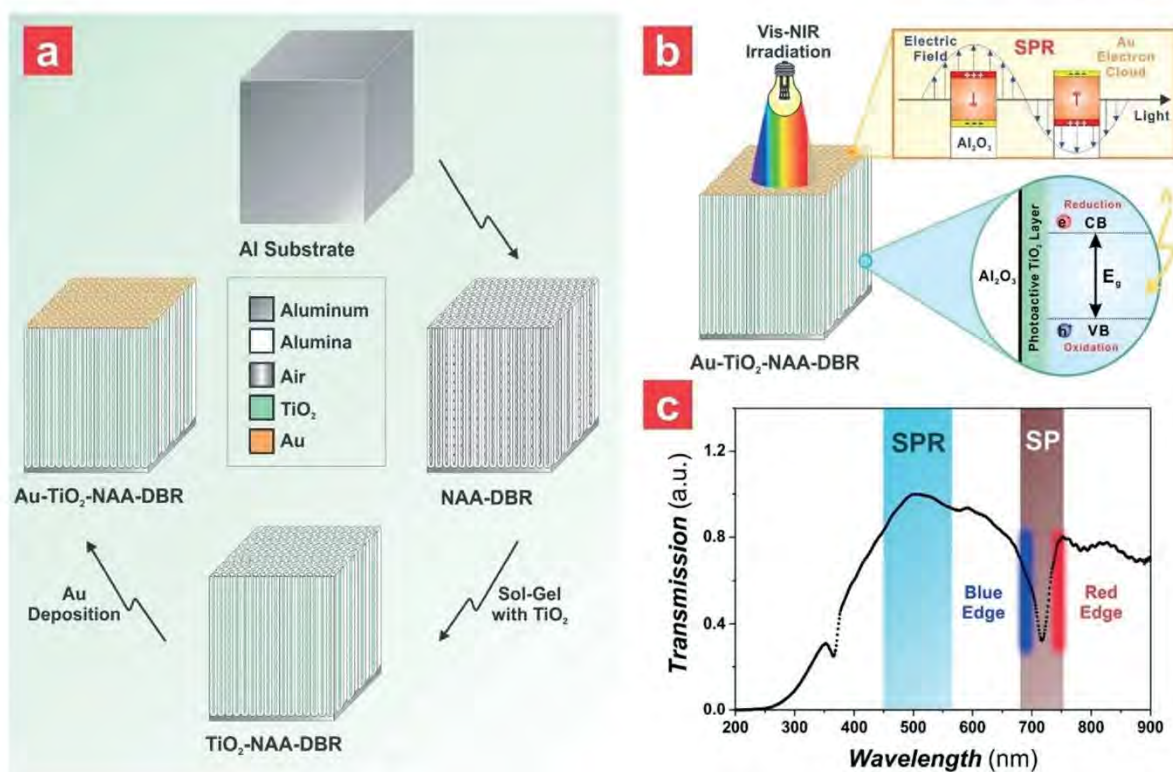 a
Al Substrate
Aluminum
Alumina
Air
TiO₂
Au
Au-TiO₂-NAA-DBR
NAA-DBR
Au
Deposition
Sol-Gel
with TiO₂
TiO₂-NAA-DBR
b
Vis-NIR
Irradiation
Electric
Field
SPR
Au
Electron
Cloud
+++
---
---
+++
Light
Al₂O₃
Al₂O₃
Photoactive TiO₂ Layer
Reduction
e⁻ CB
E_g
h⁺ VB
Oxidation
Au-TiO₂-NAA-DBR
c
SPR
SP
Blue
Edge
Red
Edge
Transmission (a.u.)
1.2
0.8
0.4
0.0
200 300 400 500 600 700 800 900
Wavelength (nm)